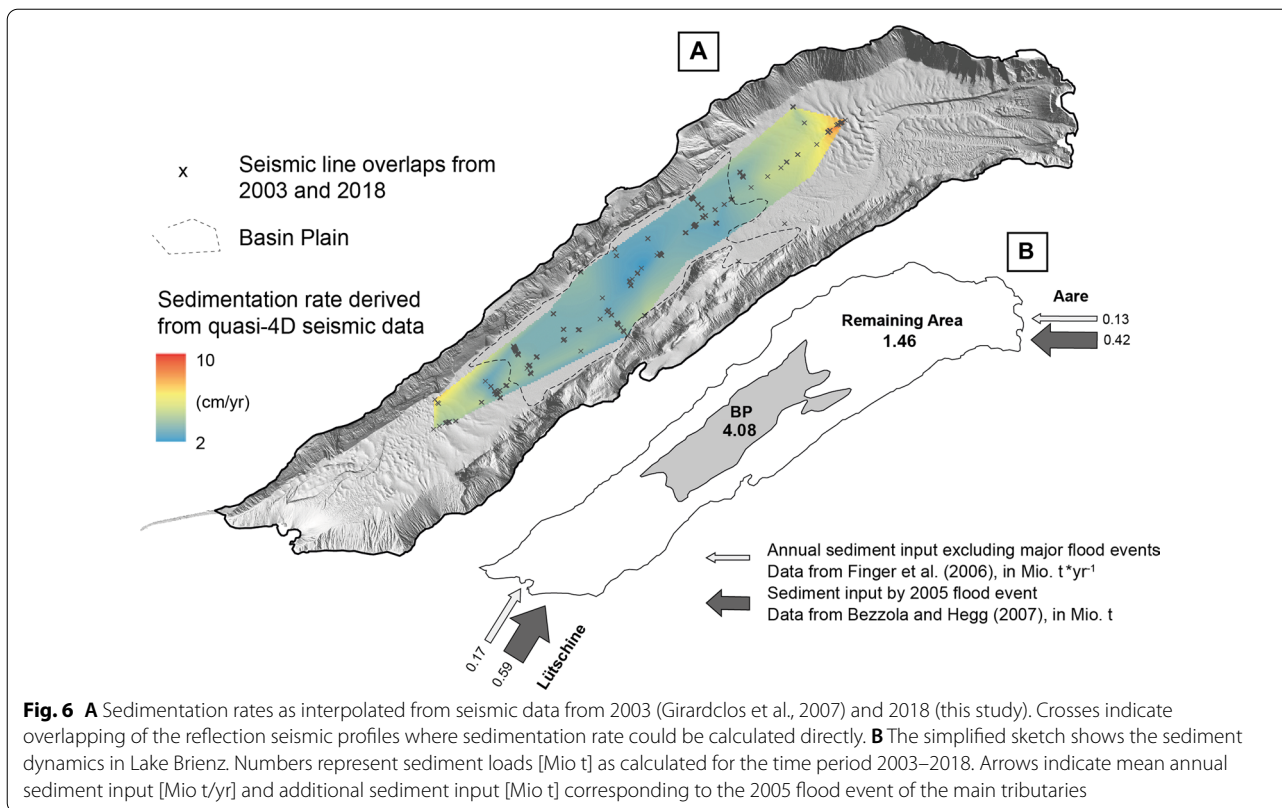 A
x Seismic line overlaps from
2003 and 2018
Basin Plain
Sedimentation rate derived
from quasi-4D seismic data
10
(cm/yr)
2
B
Aare
0.13
0.42
Remaining Area
1.46
BP
4.08
0.17
0.59
Lütschine
Annual sediment input excluding major flood events
Data from Finger et al. (2006), in Mio. t*yr⁻¹
Sediment input by 2005 flood event
Data from Bezzola and Hegg (2007), in Mio. t
Fig. 6 A Sedimentation rates as interpolated from seismic data from 2003 (Girardclos et al., 2007) and 2018 (this study). Crosses indicate
overlapping of the reflection seismic profiles where sedimentation rate could be calculated directly. B The simplified sketch shows the sediment
dynamics in Lake Brienz. Numbers represent sediment loads [Mio t] as calculated for the time period 2003–2018. Arrows indicate mean annual
sediment input [Mio t/yr] and additional sediment input [Mio t] corresponding to the 2005 flood event of the main tributaries